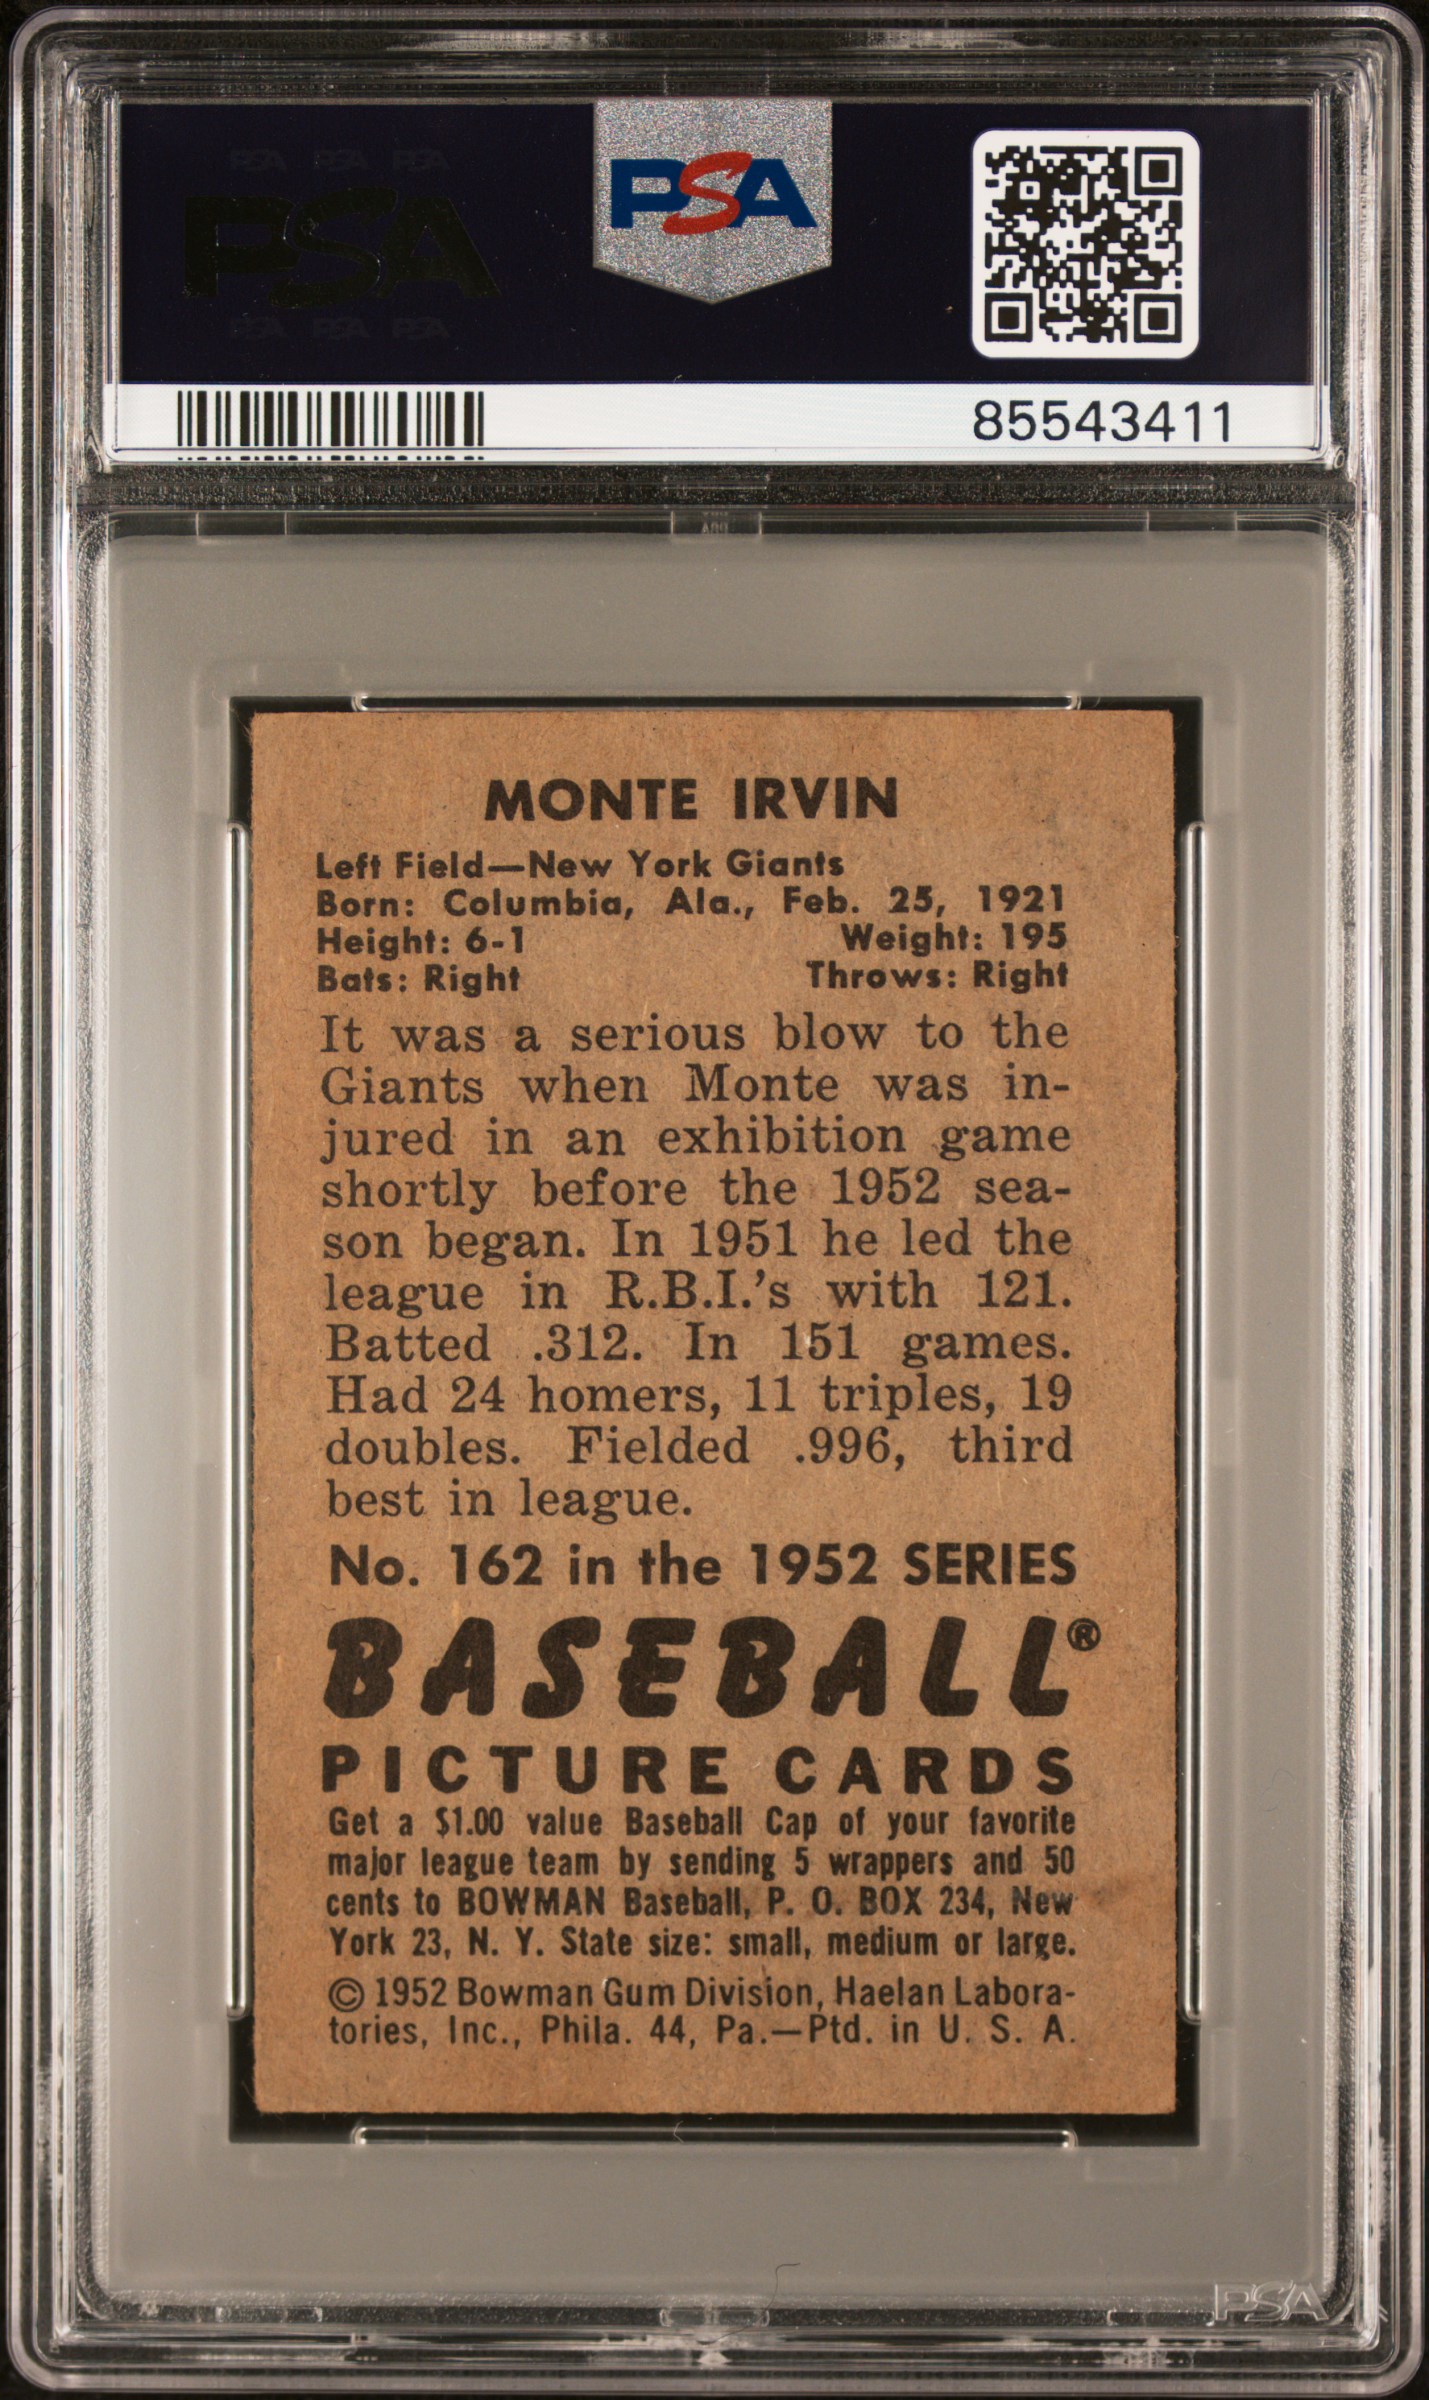 PSA PSA PSA
PSA
PSA PSA PSA
PSA
85543411
MONTE IRVIN
Left Field—New York Giants
Born: Columbia, Ala., Feb. 25, 1921
Height: 6-1 Weight: 195
Bats: Right Throws: Right
It was a serious blow to the
Giants when Monte was in-
jured in an exhibition game
shortly before the 1952 sea-
son began. In 1951 he led the
league in R.B.I.'s with 121.
Batted .312. In 151 games.
Had 24 homers, 11 triples, 19
doubles. Fielded .996, third
best in league.
No. 162 in the 1952 SERIES
BASEBALL®
PICTURE CARDS
Get a $1.00 value Baseball Cap of your favorite
major league team by sending 5 wrappers and 50
cents to BOWMAN Baseball, P. O. BOX 234, New
York 23, N. Y. State size: small, medium or large.
© 1952 Bowman Gum Division, Haelan Labora-
tories, Inc., Phila. 44, Pa.—Ptd. in U. S. A.
PSA